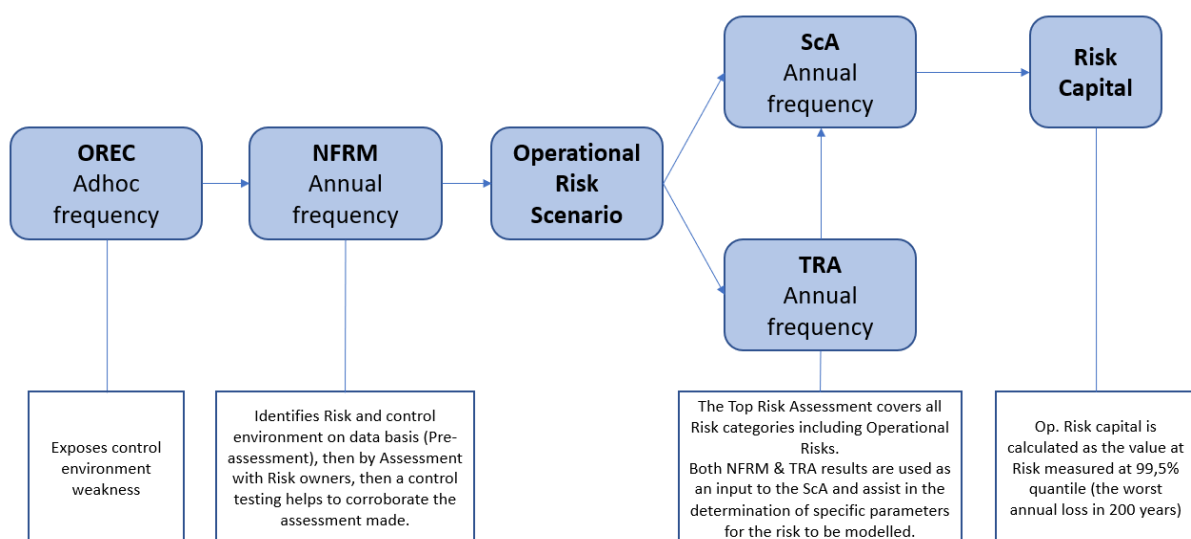 OREC
Adhoc
frequency
NFRM
Annual
frequency
Operational
Risk
Scenario
ScA
Annual
frequency
TRA
Annual
frequency
Risk
Capital
Exposes control
environment
weakness
Identifies Risk and control
environment on data basis (Pre-
assessment), then by Assessment
with Risk owners, then a control
testing helps to corroborate the
assessment made.
The Top Risk Assessment covers all
Risk categories including Operational
Risks.
Both NFRM & TRA results are used as
an input to the ScA and assist in the
determination of specific parameters
for the risk to be modelled.
Op. Risk capital is
calculated as the value at
Risk measured at 99,5%
quantile (the worst
annual loss in 200 years)